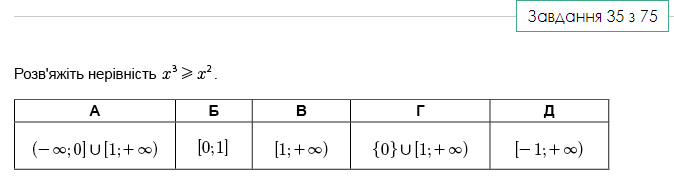 Завдання 35 з 75
Розв'яжіть нерівність x³ ⩾ x².
А Б В Г Д
(−∞;0]∪[1;+∞) [0;1] [1;+∞) {0}∪[1;+∞) [−1;+∞)